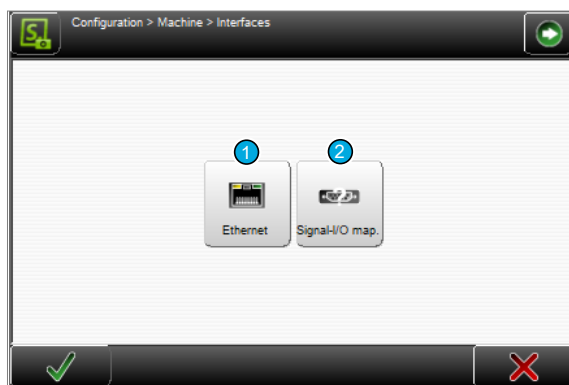 Configuration > Machine > Interfaces
S
1
2
Ethernet
Signal-I/O map.